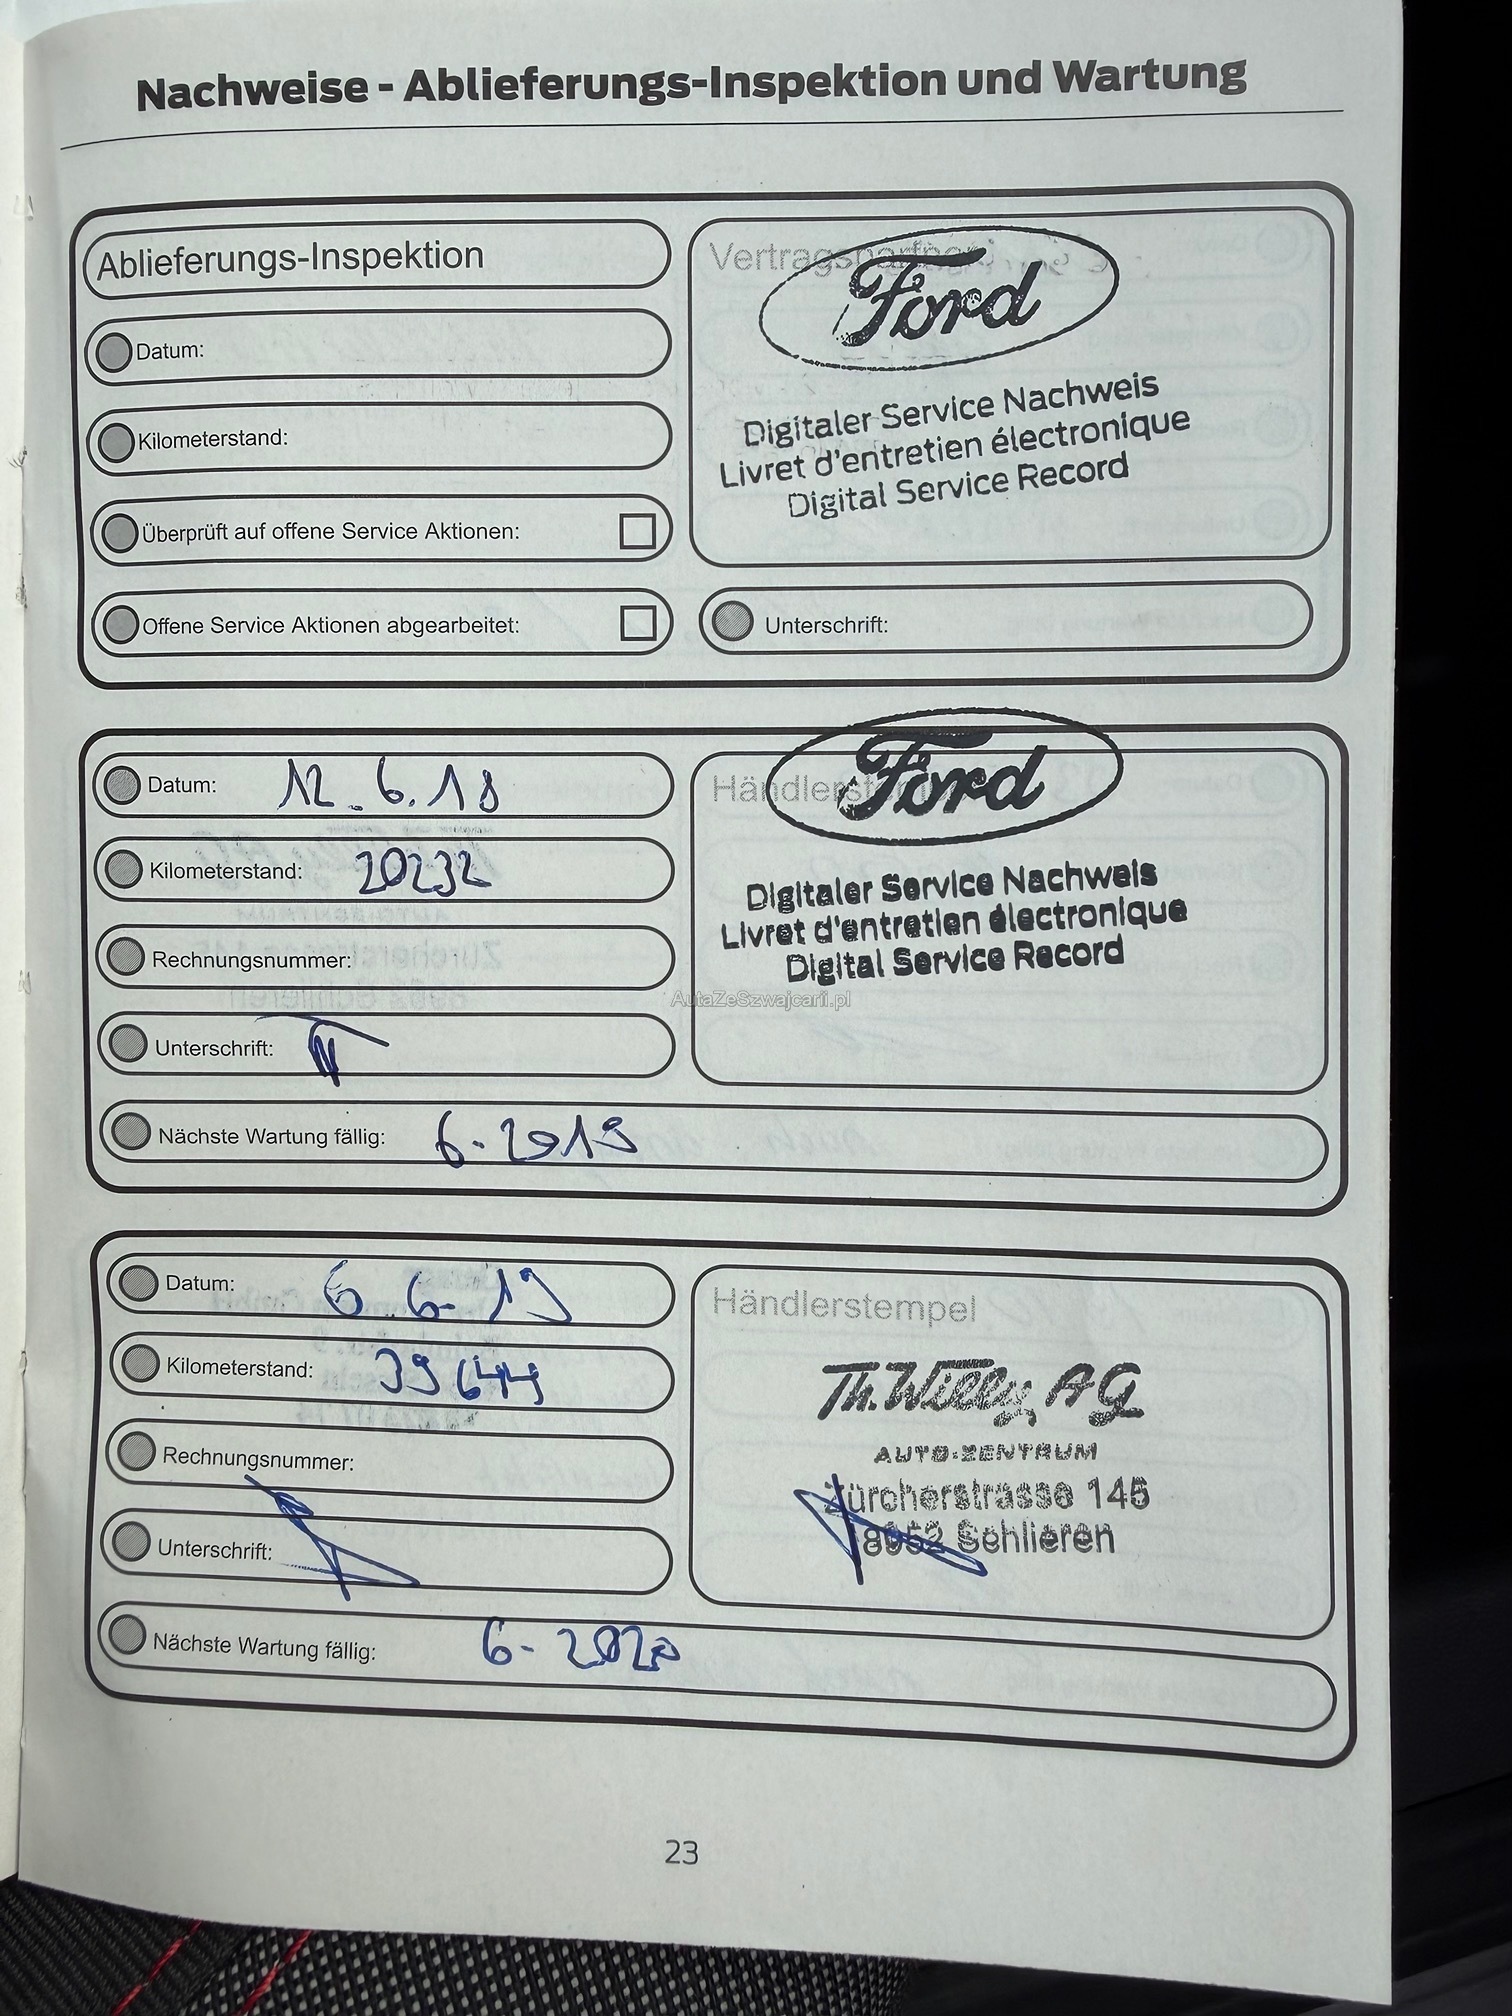 Nachweise - Ablieferungs-Inspektion und Wartung
Ablieferungs-Inspektion
Datum:
Kilometerstand:
Überprüft auf offene Service Aktionen:
Offene Service Aktionen abgearbeitet:
Vertragspartner
Ford
Digitaler Service Nachweis
Livret d'entretien électronique
Digital Service Record
Unterschrift:
Datum: 12.6.18
Kilometerstand: 20232
Rechnungsnummer:
Unterschrift:
Händlerstempel
Ford
Digitaler Service Nachweis
Livret d'entretien électronique
Digital Service Record
AutaZeSzwajcarii.pl
Nächste Wartung fällig: 6-2019
Datum: 6 6-19
Kilometerstand: 39644
Rechnungsnummer:
Unterschrift:
Händlerstempel
Th. Willy AG
AUTO-ZENTRUM
Zürcherstrasse 145
8952 Schlieren
Nächste Wartung fällig: 6-2020
23